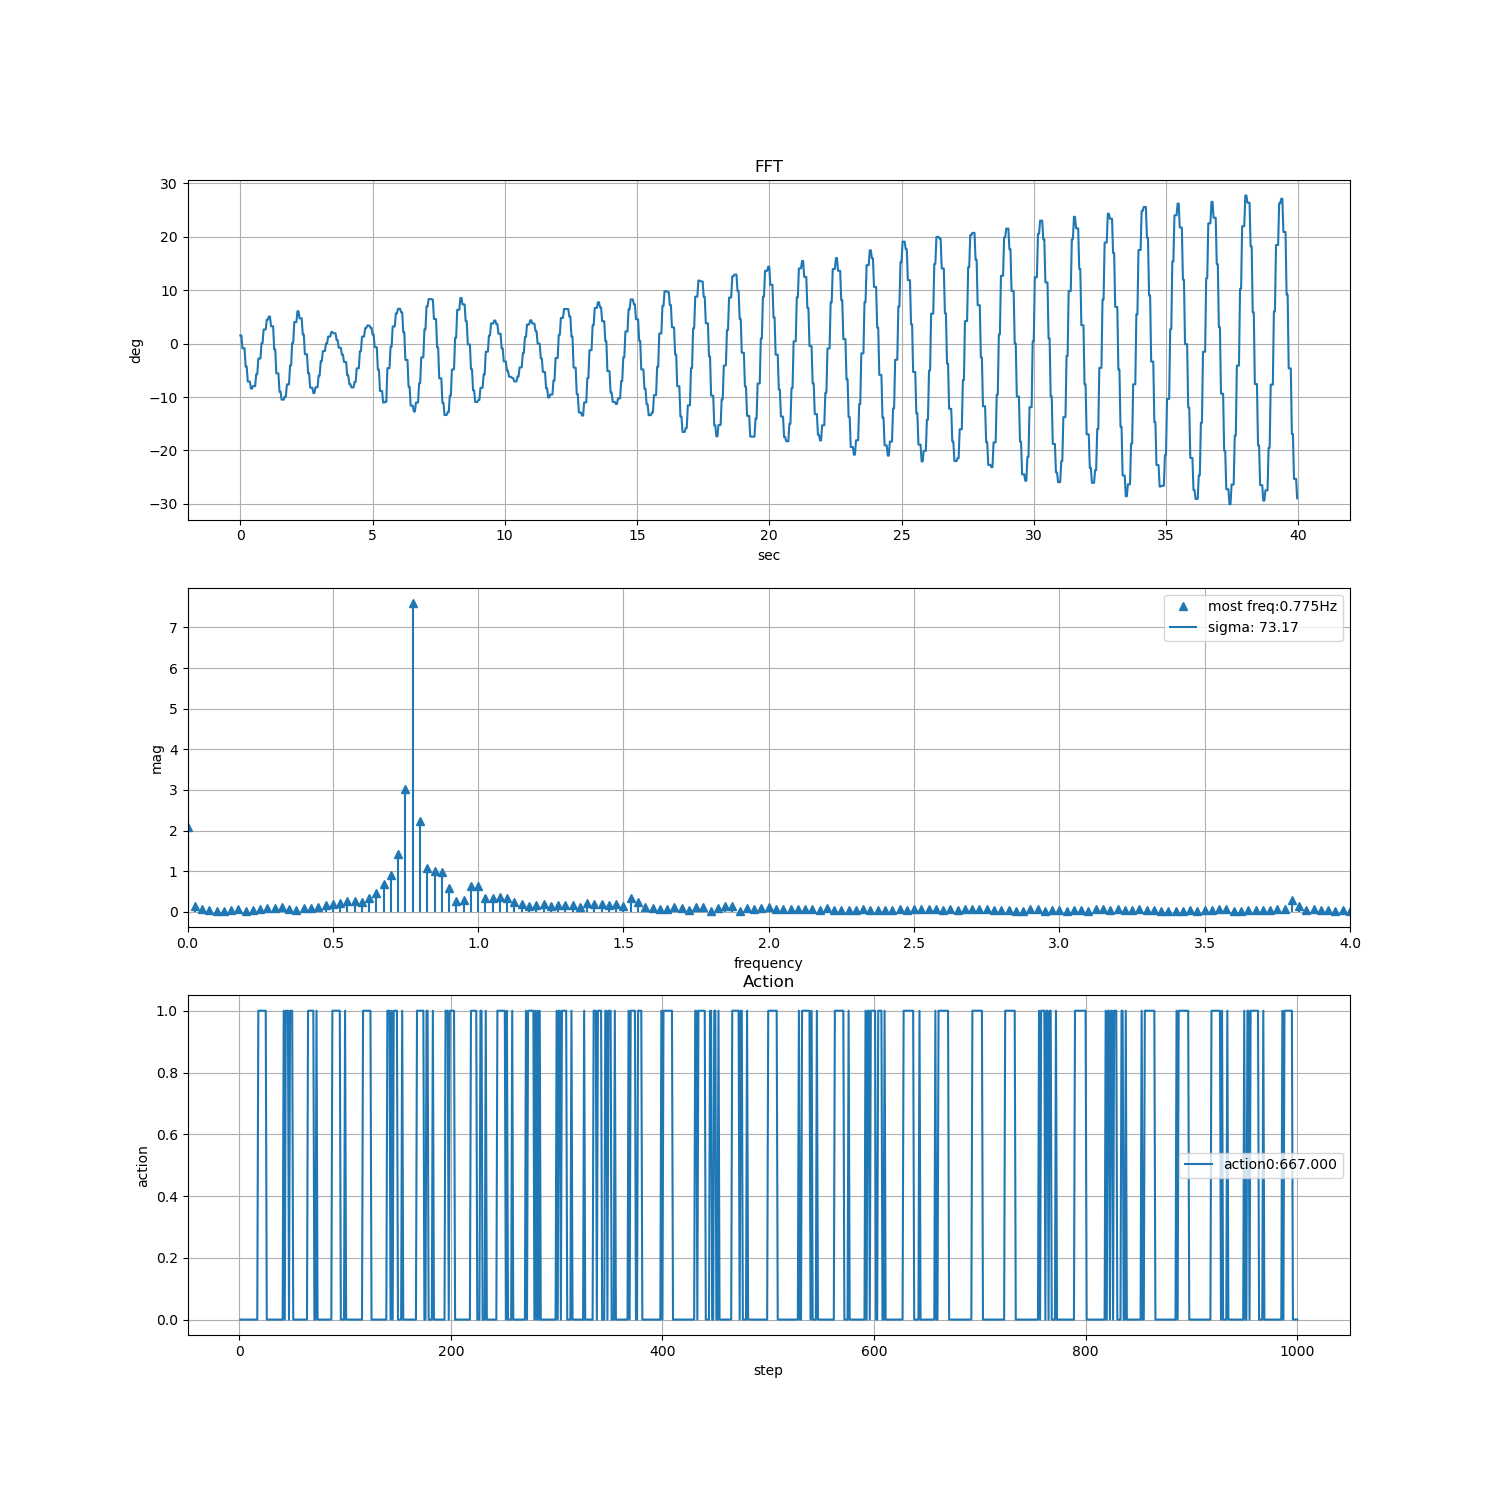 FFT
30
20
10
0
−10
−20
−30
deg
0 5 10 15 20 25 30 35 40
sec
most freq:0.775Hz
sigma: 73.17
7
6
5
4
3
2
1
0
mag
0.0 0.5 1.0 1.5 2.0 2.5 3.0 3.5 4.0
frequency
Action
1.0
0.8
0.6
0.4
0.2
0.0
action
action0:667.000
0 200 400 600 800 1000
step